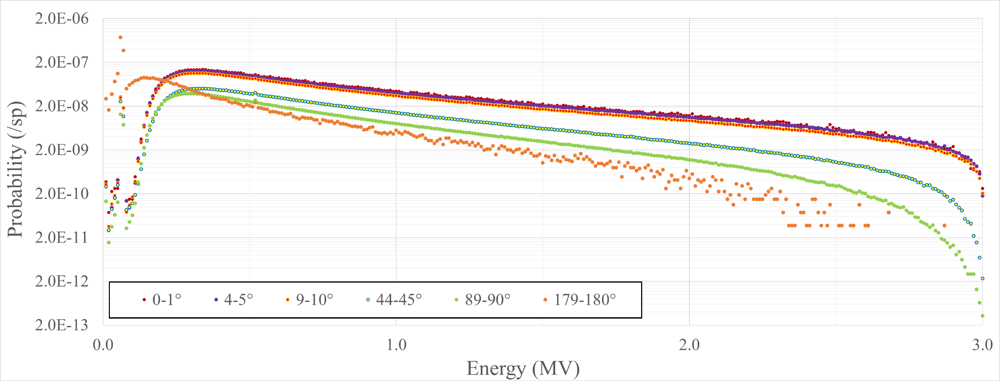 2.0E-06
2.0E-07
2.0E-08
2.0E-09
2.0E-10
2.0E-11
2.0E-12
2.0E-13
Probability (/sp)
0-1° 4-5° 9-10° 44-45° 89-90° 179-180°
0.0 1.0 2.0 3.0
Energy (MV)